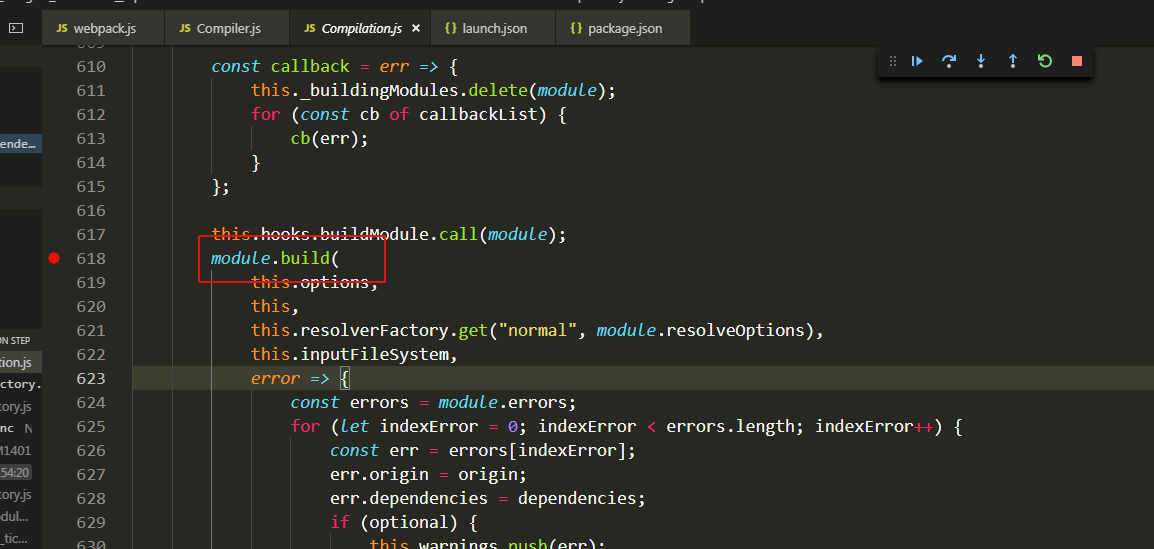 JS webpack.js JS Compiler.js JS Compilation.js × {} launch.json {} package.json
610 const callback = err => {
611 this._buildingModules.delete(module);
612 for (const cb of callbackList) {
613 cb(err);
614 }
615 };
616
617 this.hooks.buildModule.call(module);
618 module.build(
619 this.options,
620 this,
621 this.resolverFactory.get("normal", module.resolveOptions),
622 this.inputFileSystem,
623 error => {
624 const errors = module.errors;
625 for (let indexError = 0; indexError < errors.length; indexError++) {
626 const err = errors[indexError];
627 err.origin = origin;
628 err.dependencies = dependencies;
629 if (optional) {
630 this.warnings.push(err);
ende...
ON STEP
tion.js
ctory.
tory.js
nc N
M1401
54:20
tory.js
dul...
_tic...